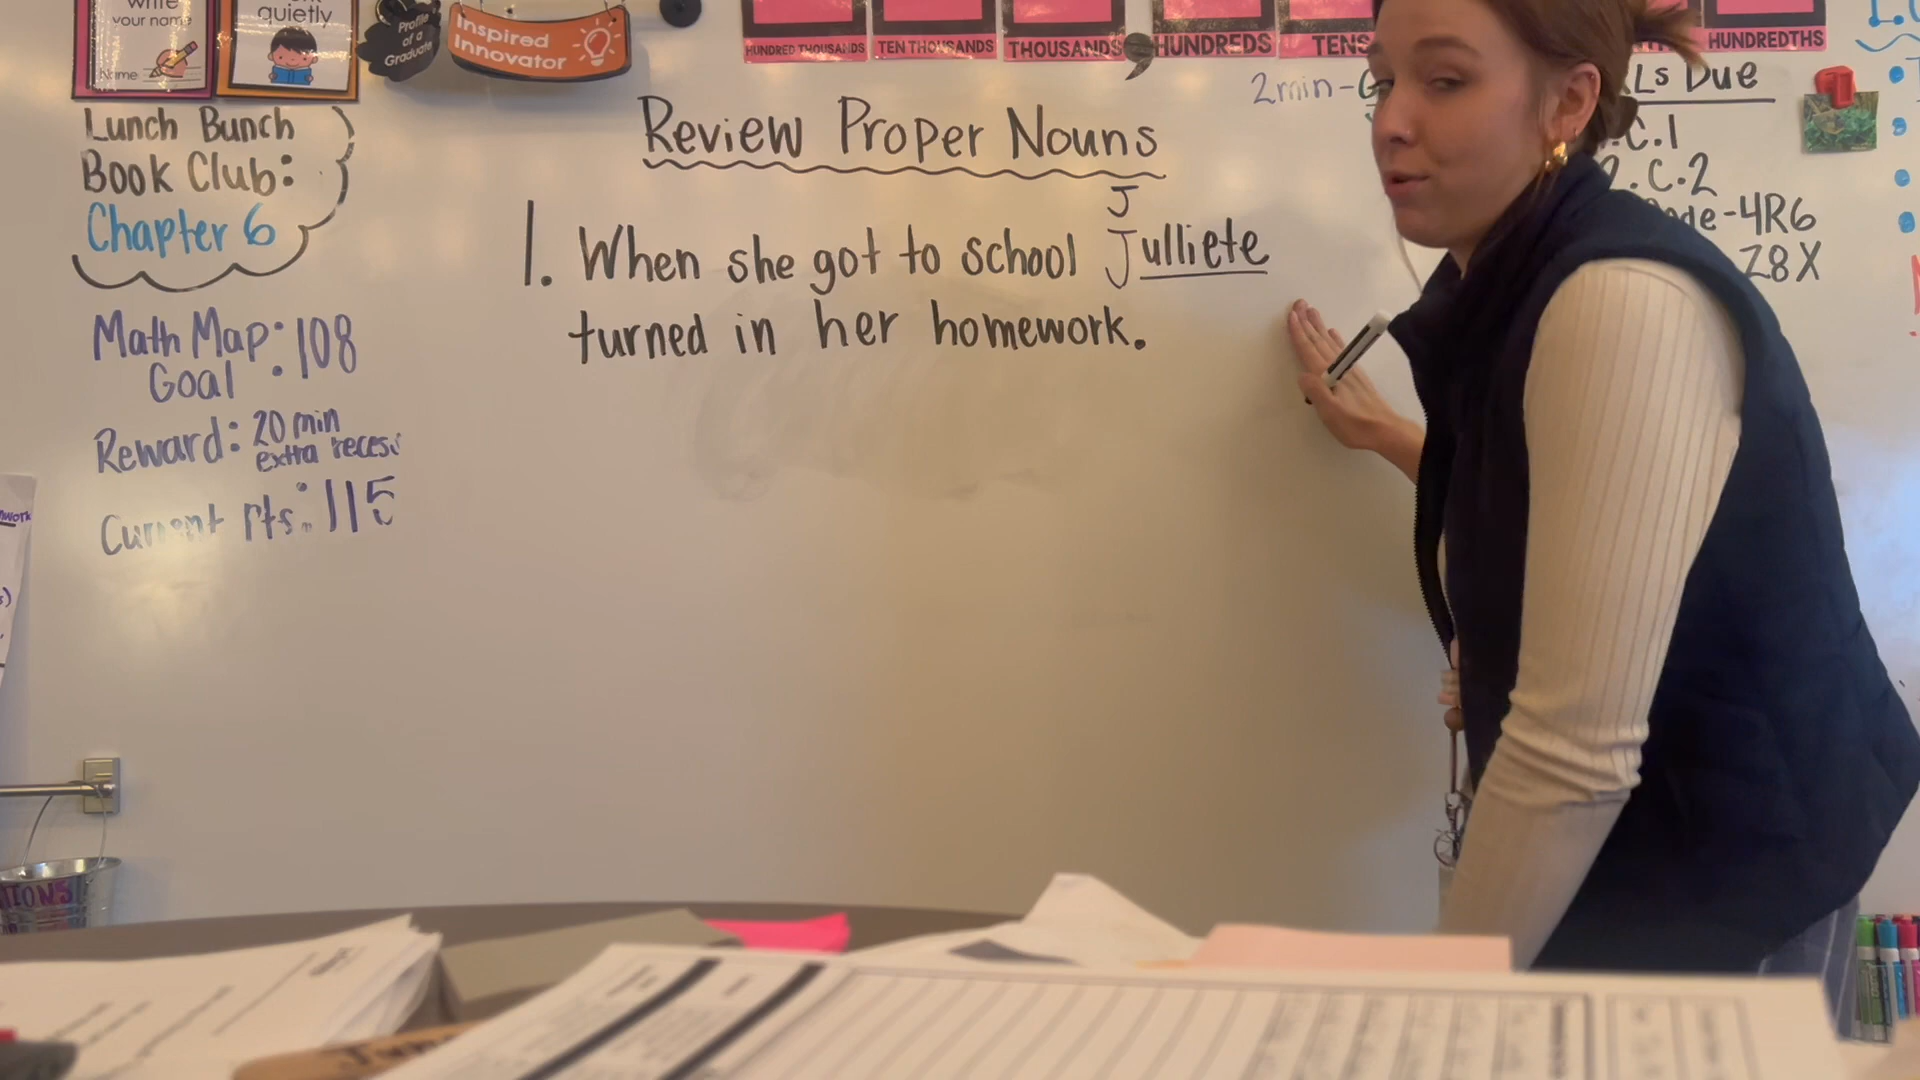 write
your name
Name
quietly
Profile
of a
Graduate
Inspired
Innovator
HUNDRED THOUSANDS
TEN THOUSANDS
THOUSANDS
,
HUNDREDS
TENS
HUNDREDTHS
Lunch Bunch
Book Club:
Chapter 6
Math Map: 108
Goal
Reward: 20 min
extra recess
Current Pts: 115
Review Proper Nouns
J
1. When she got to school Julliete
turned in her homework.
2min-
Ls Due
C.1
2.C.2
-4R6
Z8X